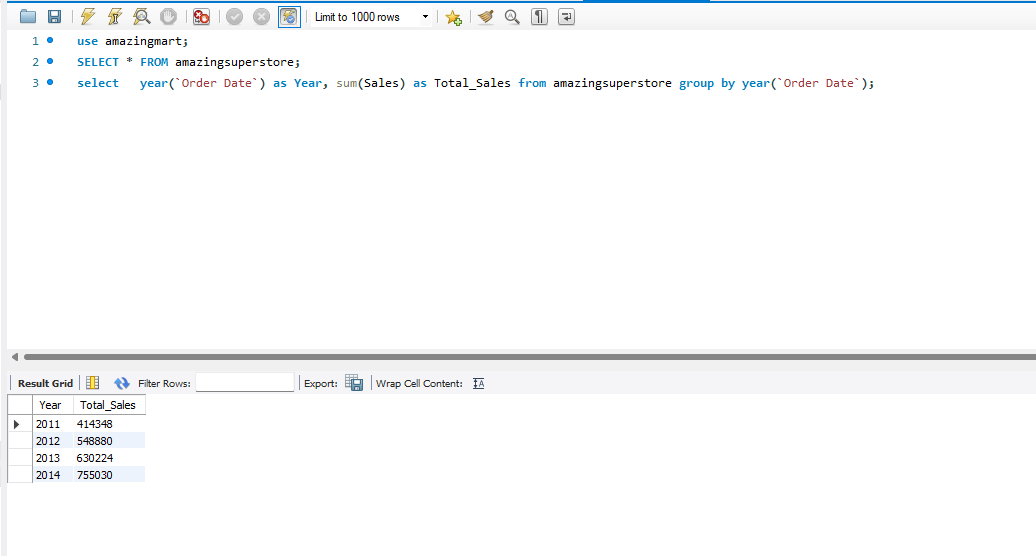 Limit to 1000 rows
1 use amazingmart;
2 SELECT * FROM amazingsuperstore;
3 select   year(`Order Date`) as Year, sum(Sales) as Total_Sales from amazingsuperstore group by year(`Order Date`);
Result Grid Filter Rows: Export: Wrap Cell Content: IA
Year Total_Sales
2011 414348
2012 548880
2013 630224
2014 755030